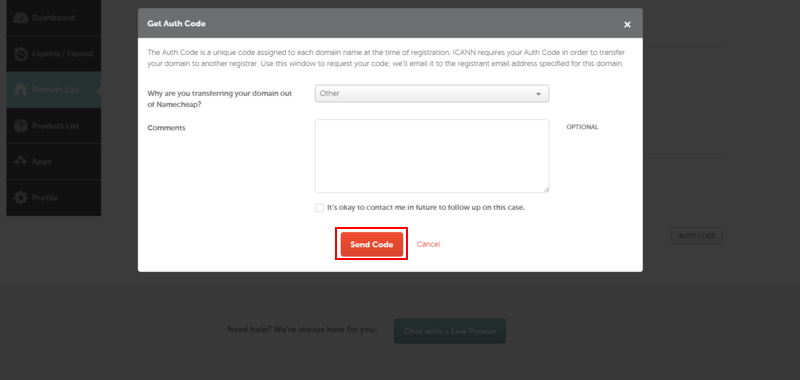 Dashboard
Get Auth Code
×
Expiring / Expired
The Auth Code is a unique code assigned to each domain name at the time of registration. ICANN requires your Auth Code in order to transfer
your domain to another registrar. Use this window to request your code; we'll email it to the registrant email address specified for this domain.
Domain List
Why are you transferring your domain out
of Namecheap?
Other
Product List
Comments
OPTIONAL
Apps
Profile
It's okay to contact me in future to follow up on this case.
AUTH CODE
Send Code
Cancel
Need help? We're always here for you.
Chat with a Live Person